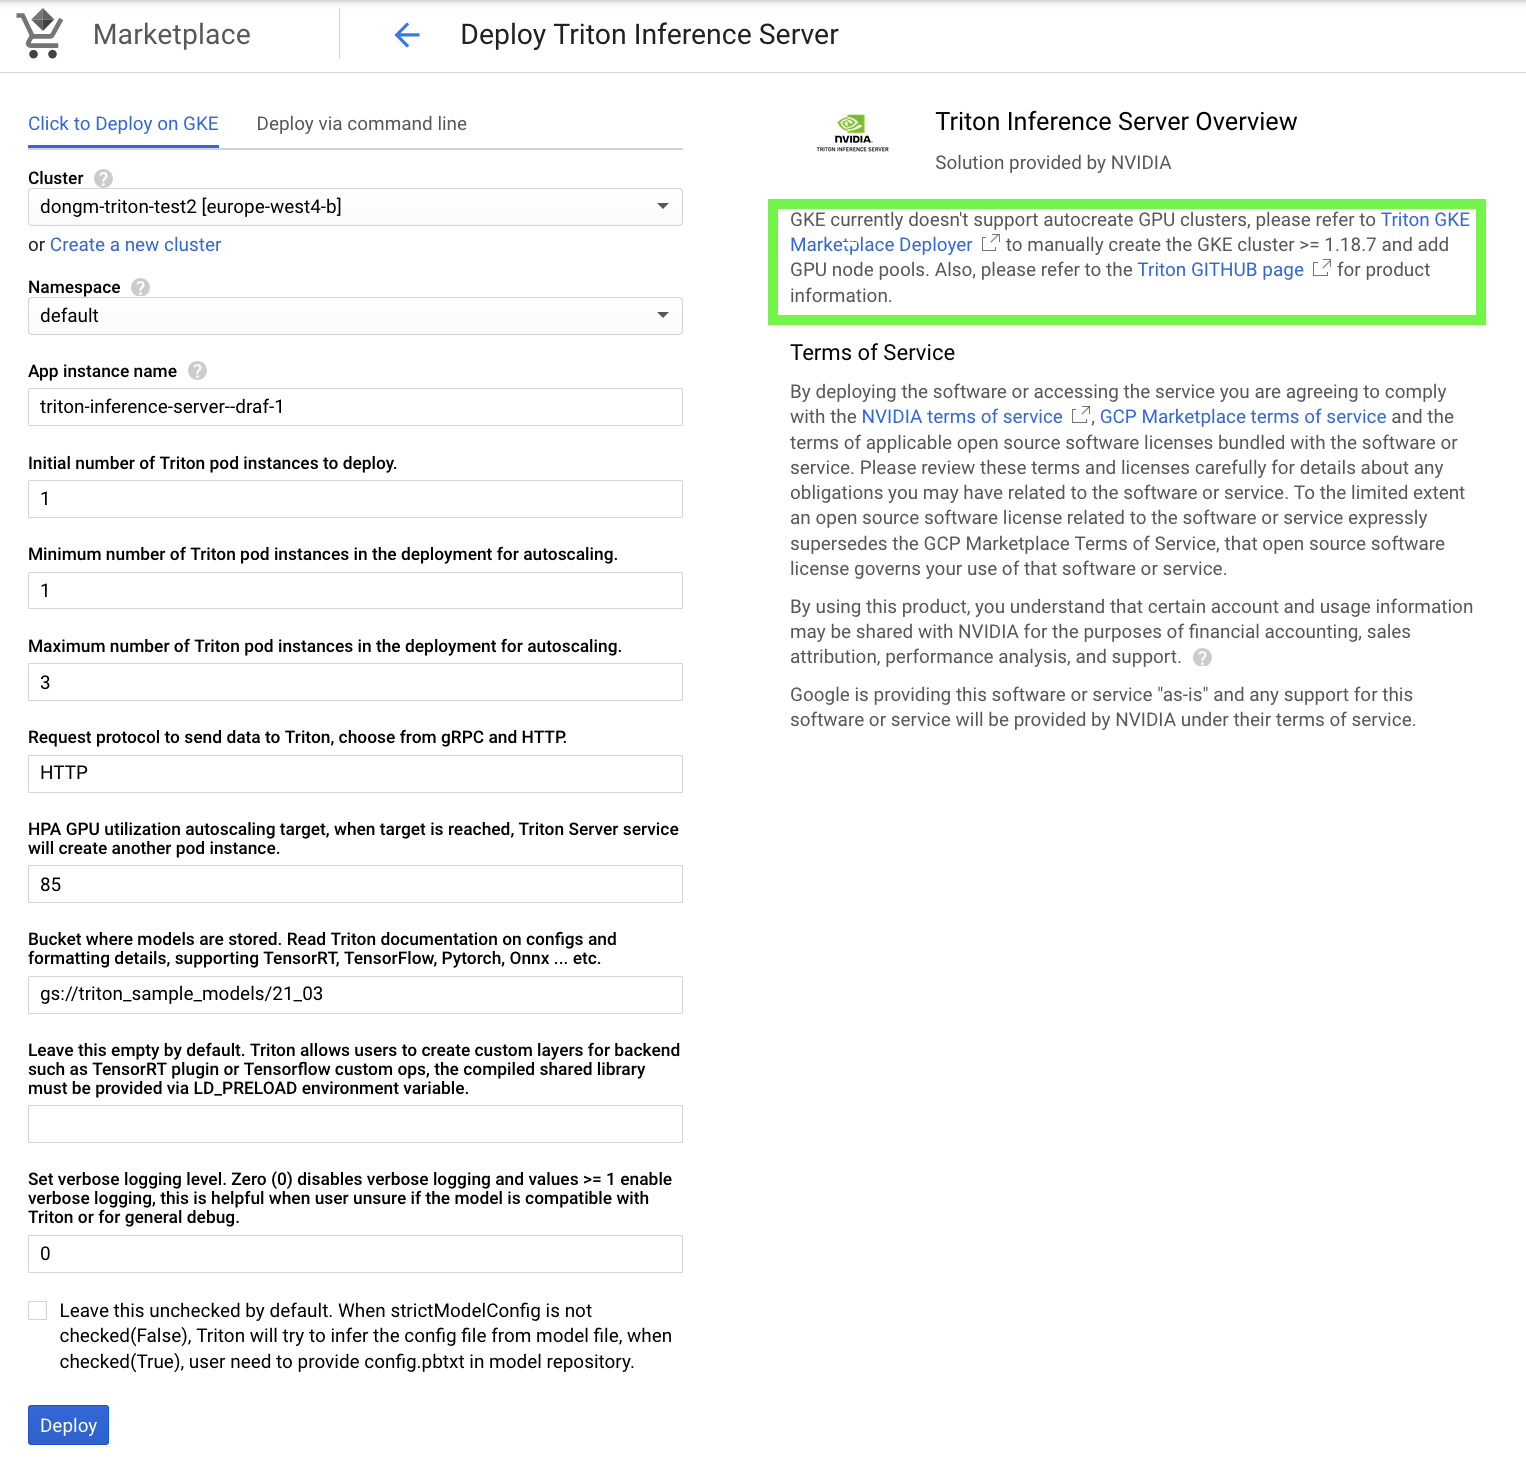 Marketplace
Deploy Triton Inference Server
Click to Deploy on GKE
Deploy via command line
Cluster ?
dongm-triton-test2 [europe-west4-b]
or Create a new cluster
Namespace ?
default
App instance name ?
triton-inference-server--draf-1
Initial number of Triton pod instances to deploy.
1
Minimum number of Triton pod instances in the deployment for autoscaling.
1
Maximum number of Triton pod instances in the deployment for autoscaling.
3
Request protocol to send data to Triton, choose from gRPC and HTTP.
HTTP
HPA GPU utilization autoscaling target, when target is reached, Triton Server service
will create another pod instance.
85
Bucket where models are stored. Read Triton documentation on configs and
formatting details, supporting TensorRT, TensorFlow, Pytorch, Onnx ... etc.
gs://triton_sample_models/21_03
Leave this empty by default. Triton allows users to create custom layers for backend
such as TensorRT plugin or Tensorflow custom ops, the compiled shared library
must be provided via LD_PRELOAD environment variable.
Set verbose logging level. Zero (0) disables verbose logging and values >= 1 enable
verbose logging, this is helpful when user unsure if the model is compatible with
Triton or for general debug.
0
Leave this unchecked by default. When strictModelConfig is not
checked(False), Triton will try to infer the config file from model file, when
checked(True), user need to provide config.pbtxt in model repository.
Deploy
NVIDIA.
TRITON INFERENCE SERVER
Triton Inference Server Overview
Solution provided by NVIDIA
GKE currently doesn't support autocreate GPU clusters, please refer to Triton GKE
Marketplace Deployer to manually create the GKE cluster >= 1.18.7 and add
GPU node pools. Also, please refer to the Triton GITHUB page for product
information.
Terms of Service
By deploying the software or accessing the service you are agreeing to comply
with the NVIDIA terms of service , GCP Marketplace terms of service and the
terms of applicable open source software licenses bundled with the software or
service. Please review these terms and licenses carefully for details about any
obligations you may have related to the software or service. To the limited extent
an open source software license related to the software or service expressly
supersedes the GCP Marketplace Terms of Service, that open source software
license governs your use of that software or service.
By using this product, you understand that certain account and usage information
may be shared with NVIDIA for the purposes of financial accounting, sales
attribution, performance analysis, and support. ?
Google is providing this software or service "as-is" and any support for this
software or service will be provided by NVIDIA under their terms of service.